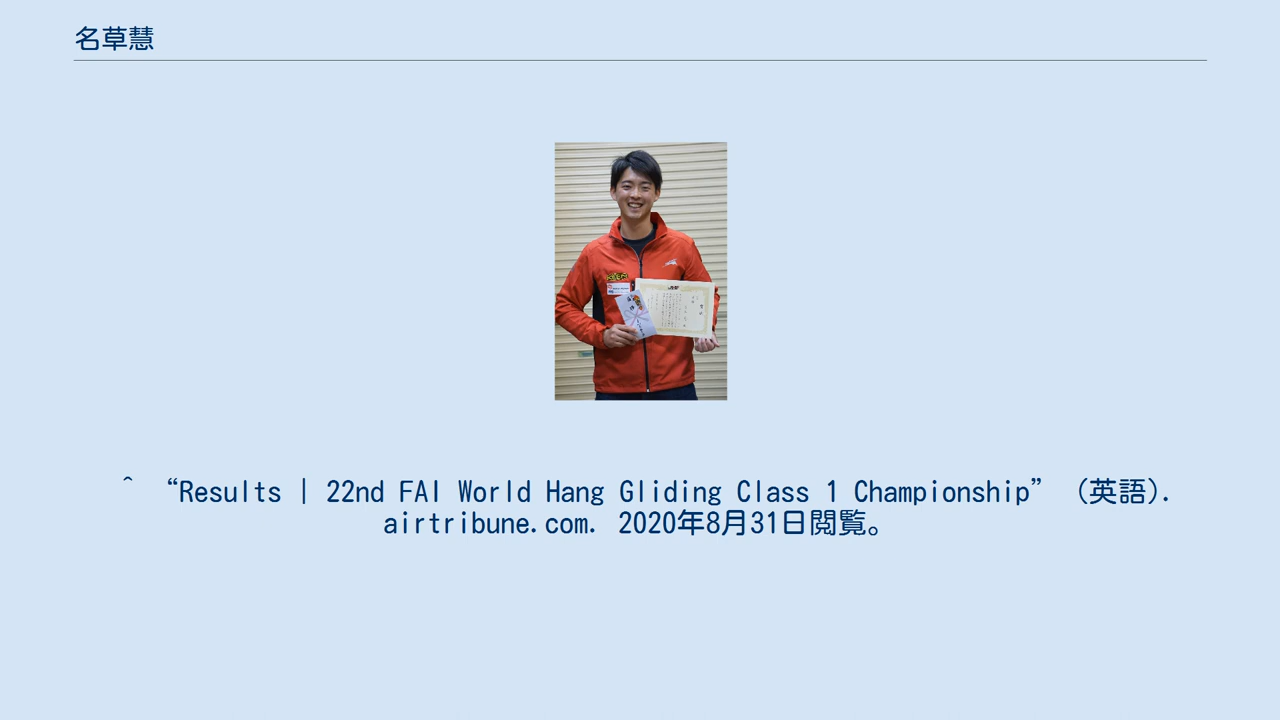 名草慧
^ “Results | 22nd FAI World Hang Gliding Class 1 Championship” (英語).
airtribune.com. 2020年8月31日閲覧。